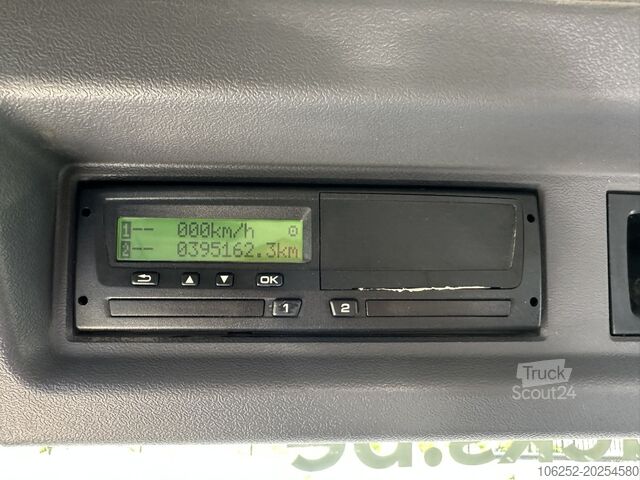 1-- 000km/h
2-- 0395162.3km
OK
1
2
Truck
Scout24
106252-20254580